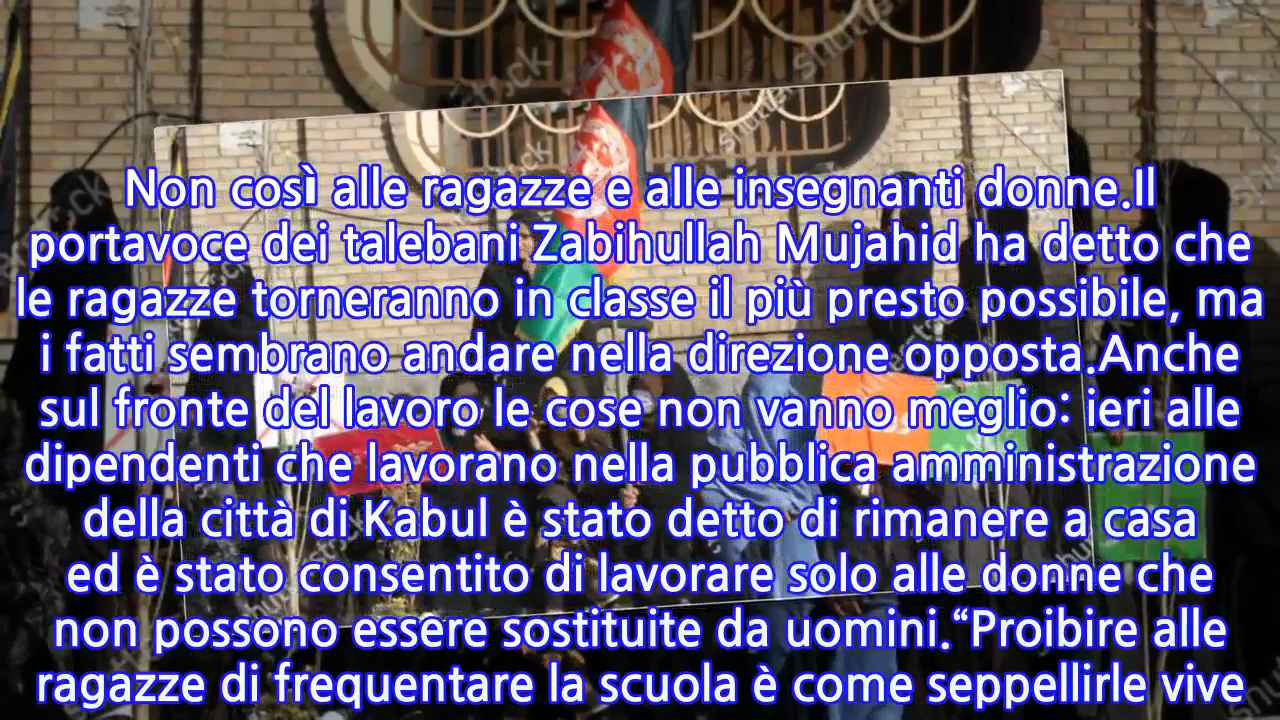 Non così alle ragazze e alle insegnanti donne.Il
portavoce dei talebani Zabihullah Mujahid ha detto che
le ragazze torneranno in classe il più presto possibile, ma
i fatti sembrano andare nella direzione opposta.Anche
sul fronte del lavoro le cose non vanno meglio: ieri alle
dipendenti che lavorano nella pubblica amministrazione
della città di Kabul è stato detto di rimanere a casa
ed è stato consentito di lavorare solo alle donne che
non possono essere sostituite da uomini.“Proibire alle
ragazze di frequentare la scuola è come seppellirle vive